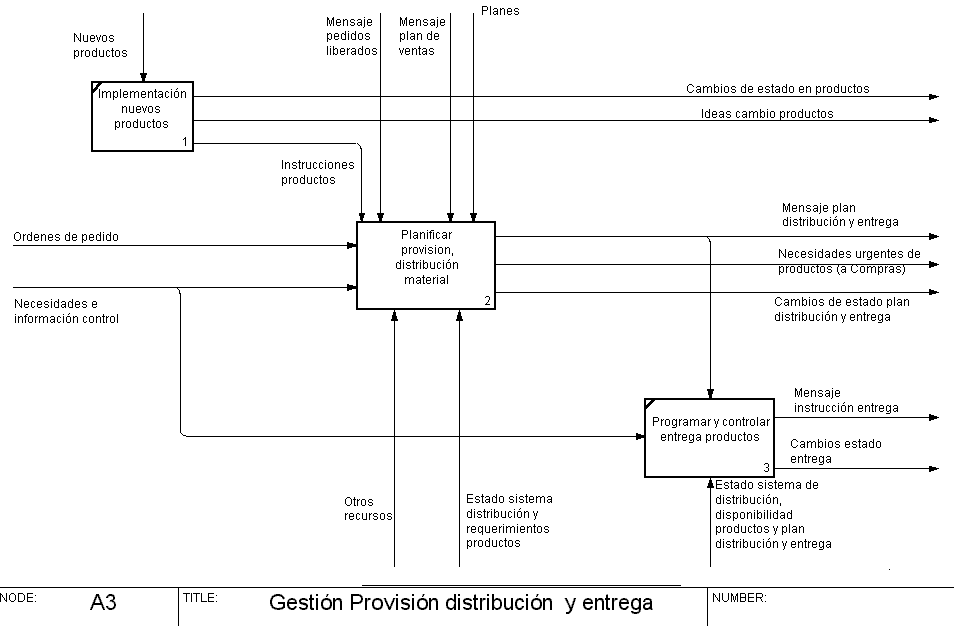 Planes
Mensaje
pedidos
liberados
Mensaje
plan de
ventas
Nuevos
productos
Implementación
nuevos
productos
1
Cambios de estado en productos
Ideas cambio productos
Instrucciones
productos
Mensaje plan
distribución y entrega
Ordenes de pedido
Planificar
provision,
distribución
material
2
Necesidades urgentes de
productos (a Compras)
Necesidades e
información control
Cambios de estado plan
distribución y entrega
Mensaje
instrucción entrega
Programar y controlar
entrega productos
3
Cambios estado
entrega
Otros
recursos
Estado sistema
distribución y
requerimientos
productos
Estado sistema de
distribución,
disponibilidad
productos y plan
distribución y entrega
NODE:
A3
TITLE:
Gestión Provisión distribución y entrega
NUMBER: